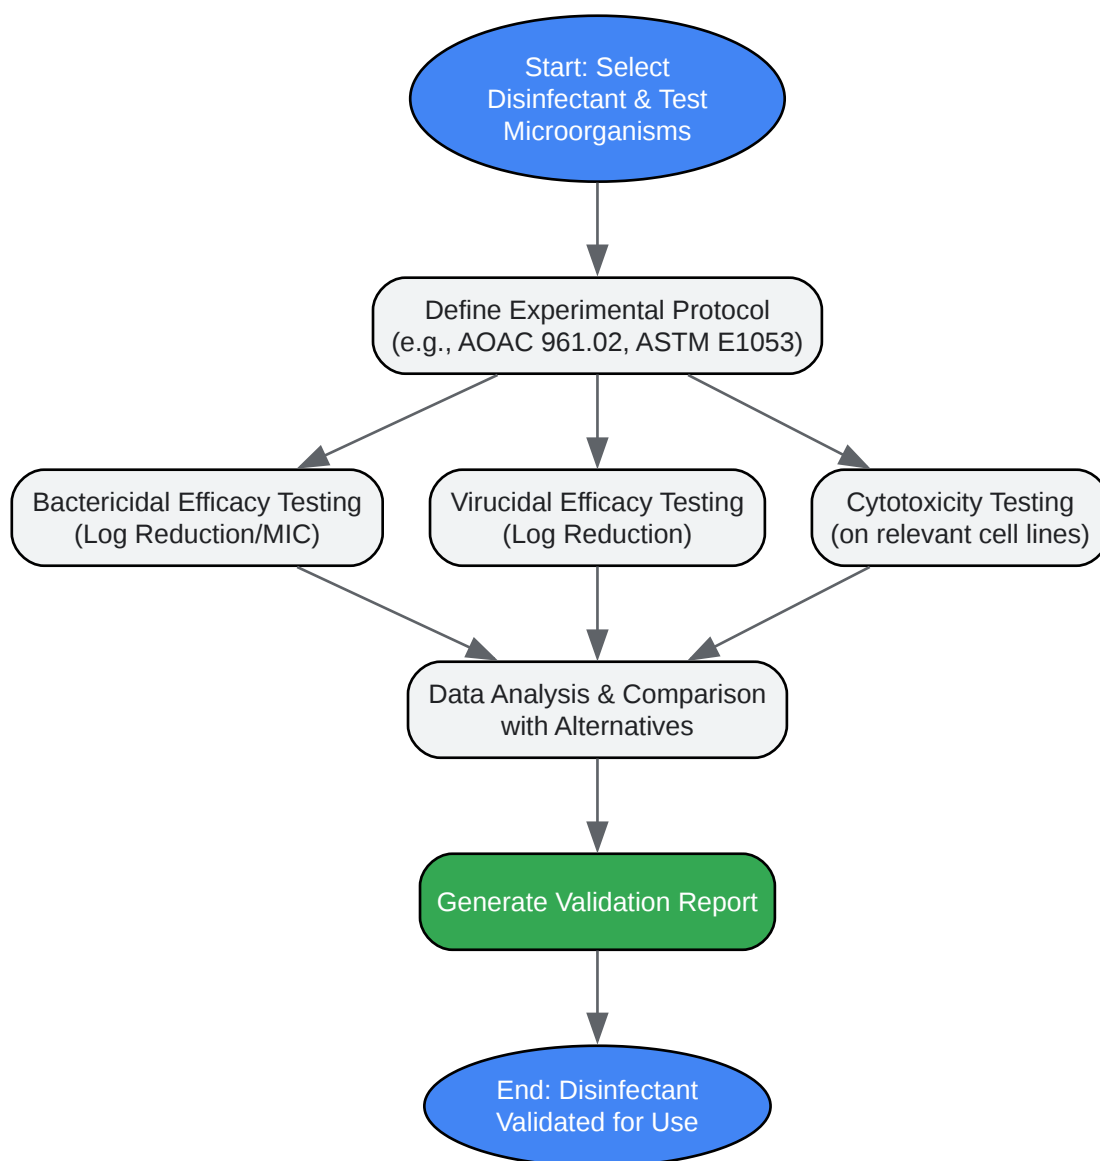 Start: Select
Disinfectant & Test
Microorganisms
Define Experimental Protocol
(e.g., AOAC 961.02, ASTM E1053)
Bactericidal Efficacy Testing
(Log Reduction/MIC)
Virucidal Efficacy Testing
(Log Reduction)
Cytotoxicity Testing
(on relevant cell lines)
Data Analysis & Comparison
with Alternatives
Generate Validation Report
End: Disinfectant
Validated for Use